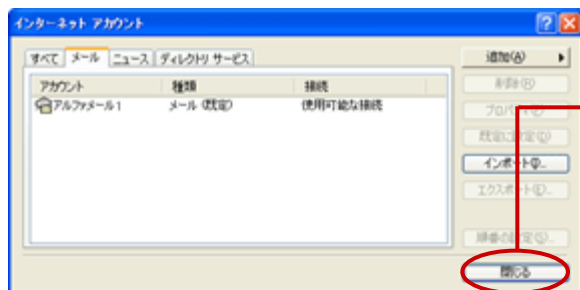 インターネット アカウント
すべて メール ニュース ディレクトリ サービス
追加(A)
アカウント 種類 接続
削除(R)
アルファメール1 メール (既定) 使用可能な接続
プロパティ(P)
既定に設定(D)
インポート(I)...
エクスポート(E)...
順番の設定(S)...
閉じる